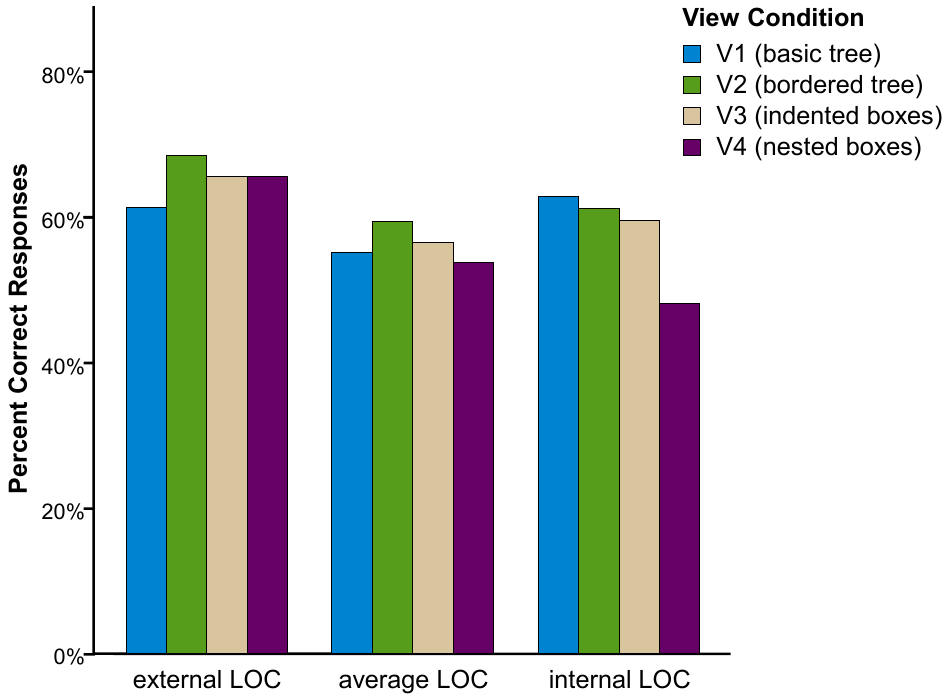 View Condition
V1 (basic tree)
V2 (bordered tree)
V3 (indented boxes)
V4 (nested boxes)
Percent Correct Responses
80%
60%
40%
20%
0%
external LOC
average LOC
internal LOC